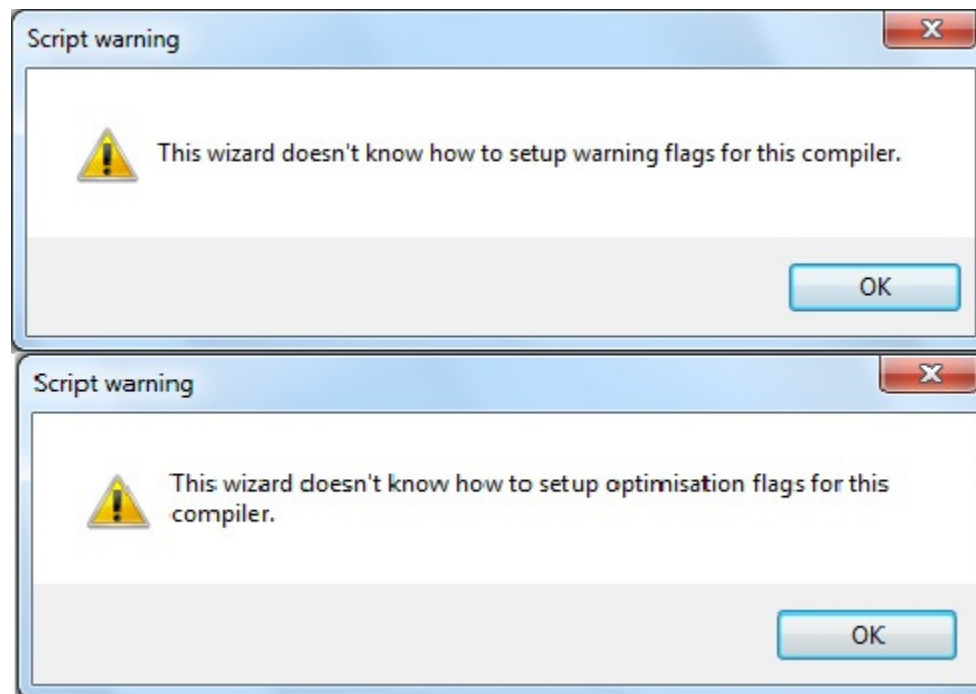 Script warning
This wizard doesn't know how to setup warning flags for this compiler.
OK
Script warning
This wizard doesn't know how to setup optimisation flags for this
compiler.
OK